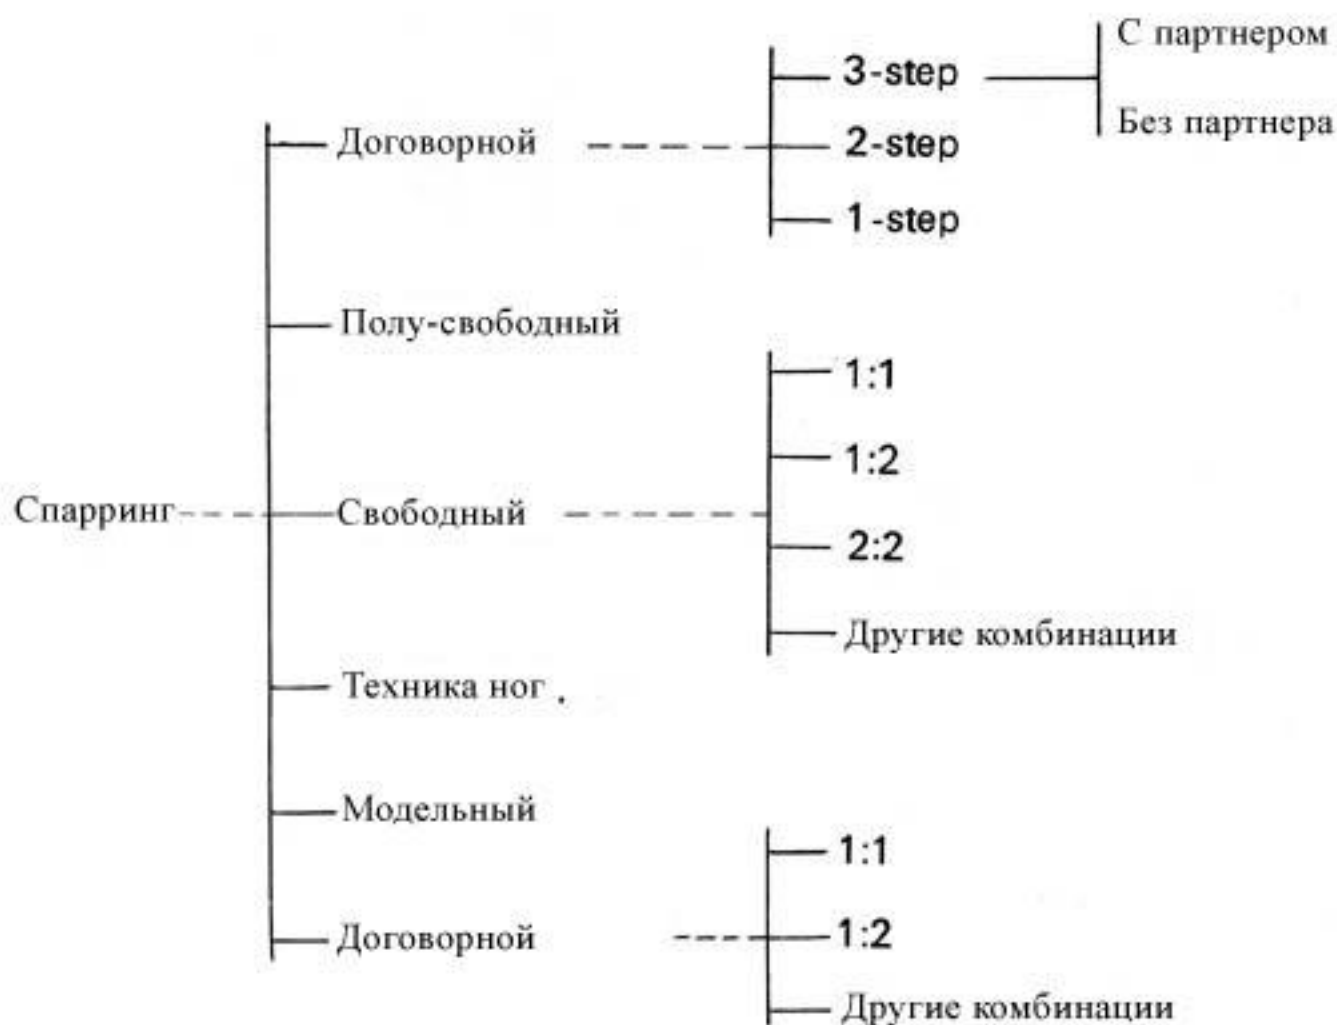 С партнером
3-step
Без партнера
Договорной
2-step
1-step
Полу-свободный
1:1
1:2
Спарринг
Свободный
2:2
Другие комбинации
Техника ног .
Модельный
1:1
Договорной
1:2
Другие комбинации